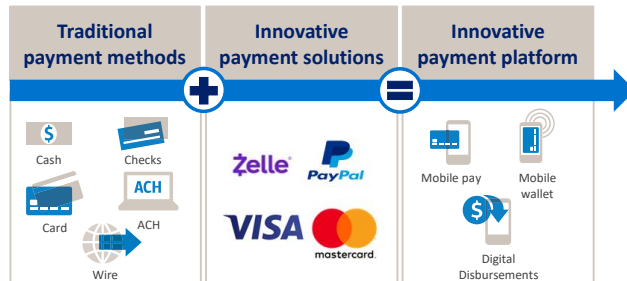 Traditional
payment methods
Innovative
payment solutions
Innovative
payment platform
$
Cash
Checks
Card
ACH
ACH
Wire
Zelle
PayPal
VISA
mastercard.
Mobile pay
Mobile
wallet
$
Digital
Disbursements